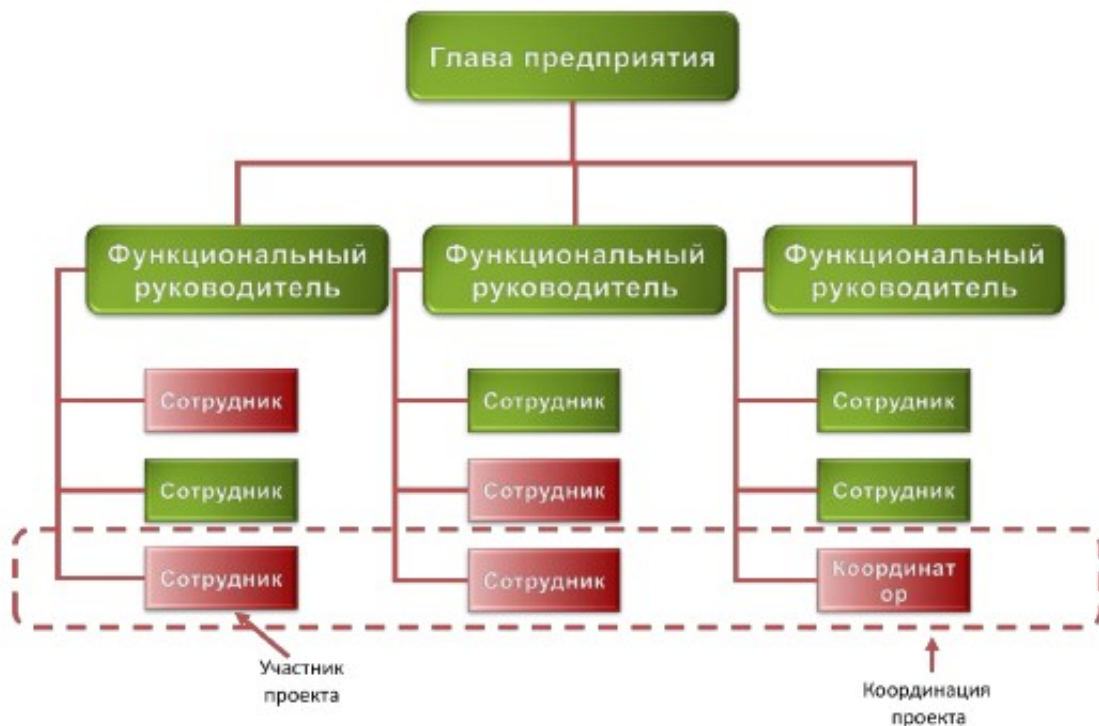 Глава предприятия
Функциональный
руководитель
Функциональный
руководитель
Функциональный
руководитель
Сотрудник
Сотрудник
Сотрудник
Сотрудник
Сотрудник
Сотрудник
Сотрудник
Сотрудник
Координат
ор
Участник
проекта
Координация
проекта